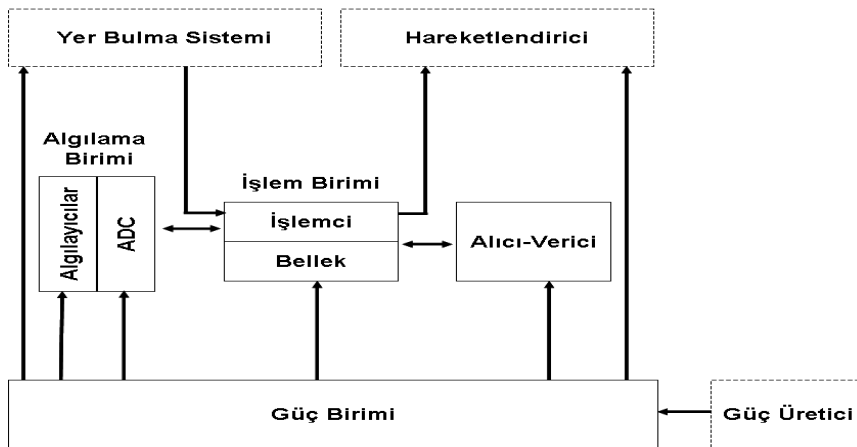 Yer Bulma Sistemi
Hareketlendirici
Algılama
Birimi
İşlem Birimi
Algılayıcılar
ADC
İşlemci
Bellek
Alıcı-Verici
Güç Birimi
Güç Üretici